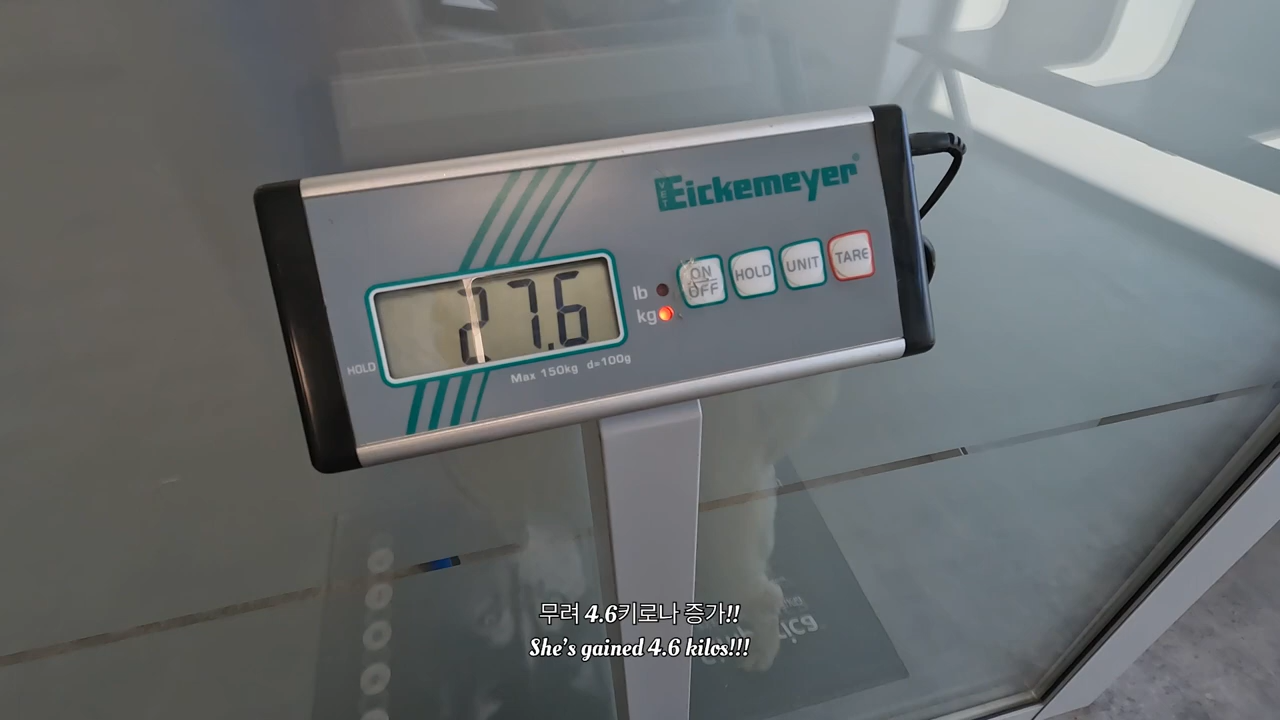 VET Eickemeyer®
27.6
lb
kg
ON OFF
HOLD
UNIT
TARE
HOLD
Max 150kg d=100g
무려 4.6키로나 증가!!
She's gained 4.6 kilos!!!